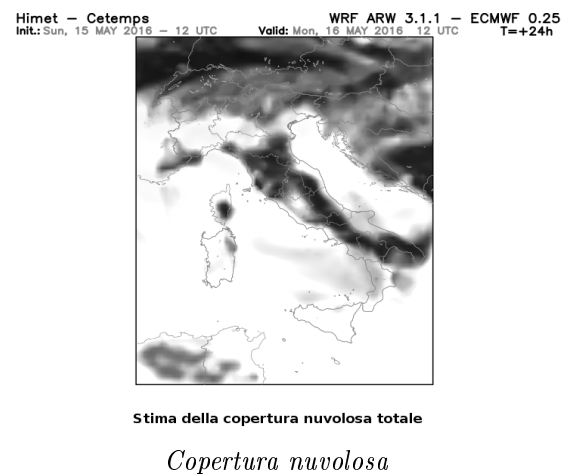 Himet − Cetemps WRF ARW 3.1.1 − ECMWF 0.25
Init.: Sun, 15 MAY 2016 − 12 UTC Valid: Mon, 16 MAY 2016 12 UTC T=+24h
Stima della copertura nuvolosa totale
Copertura nuvolosa